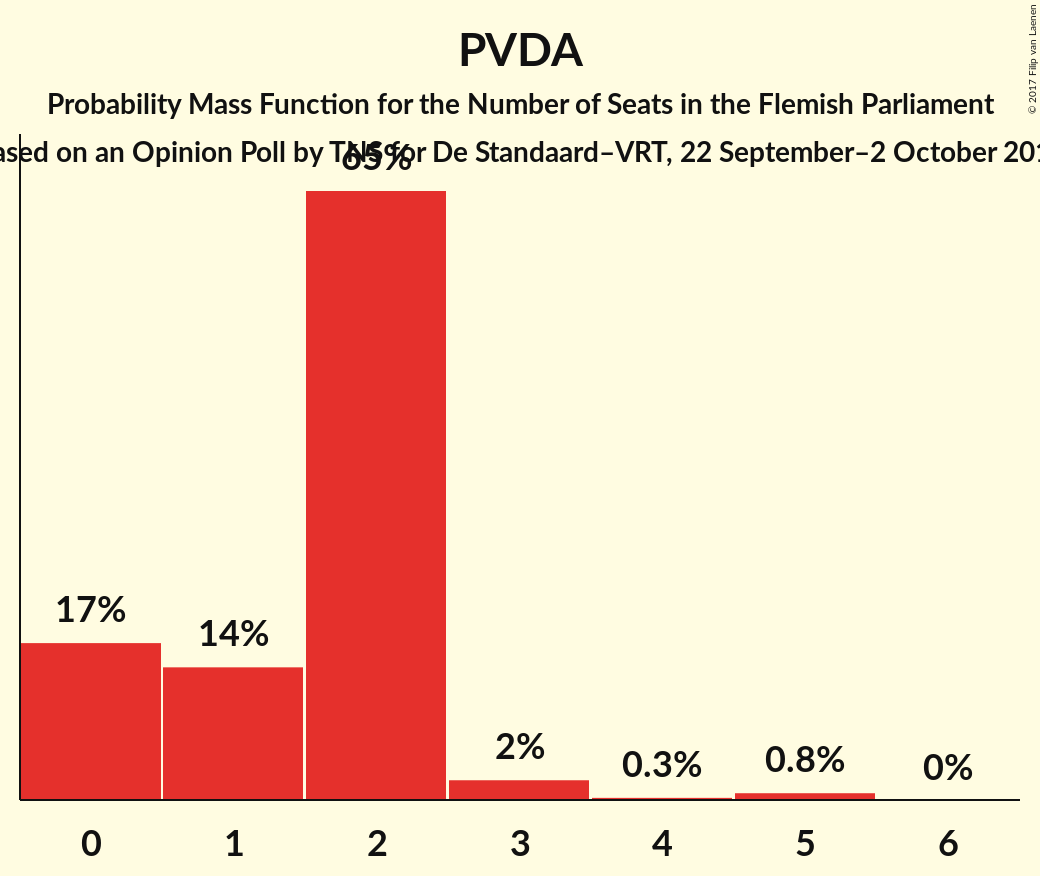 PVDA
Probability Mass Function for the Number of Seats in the Flemish Parliament
on an Opinion Poll by TNS for De Standaard–VRT, 22 September–2 October
65%
17%
14%
2%
0.3%
0.8%
0%
0 1 2 3 4 5 6
© 2017 Filip van Laenen